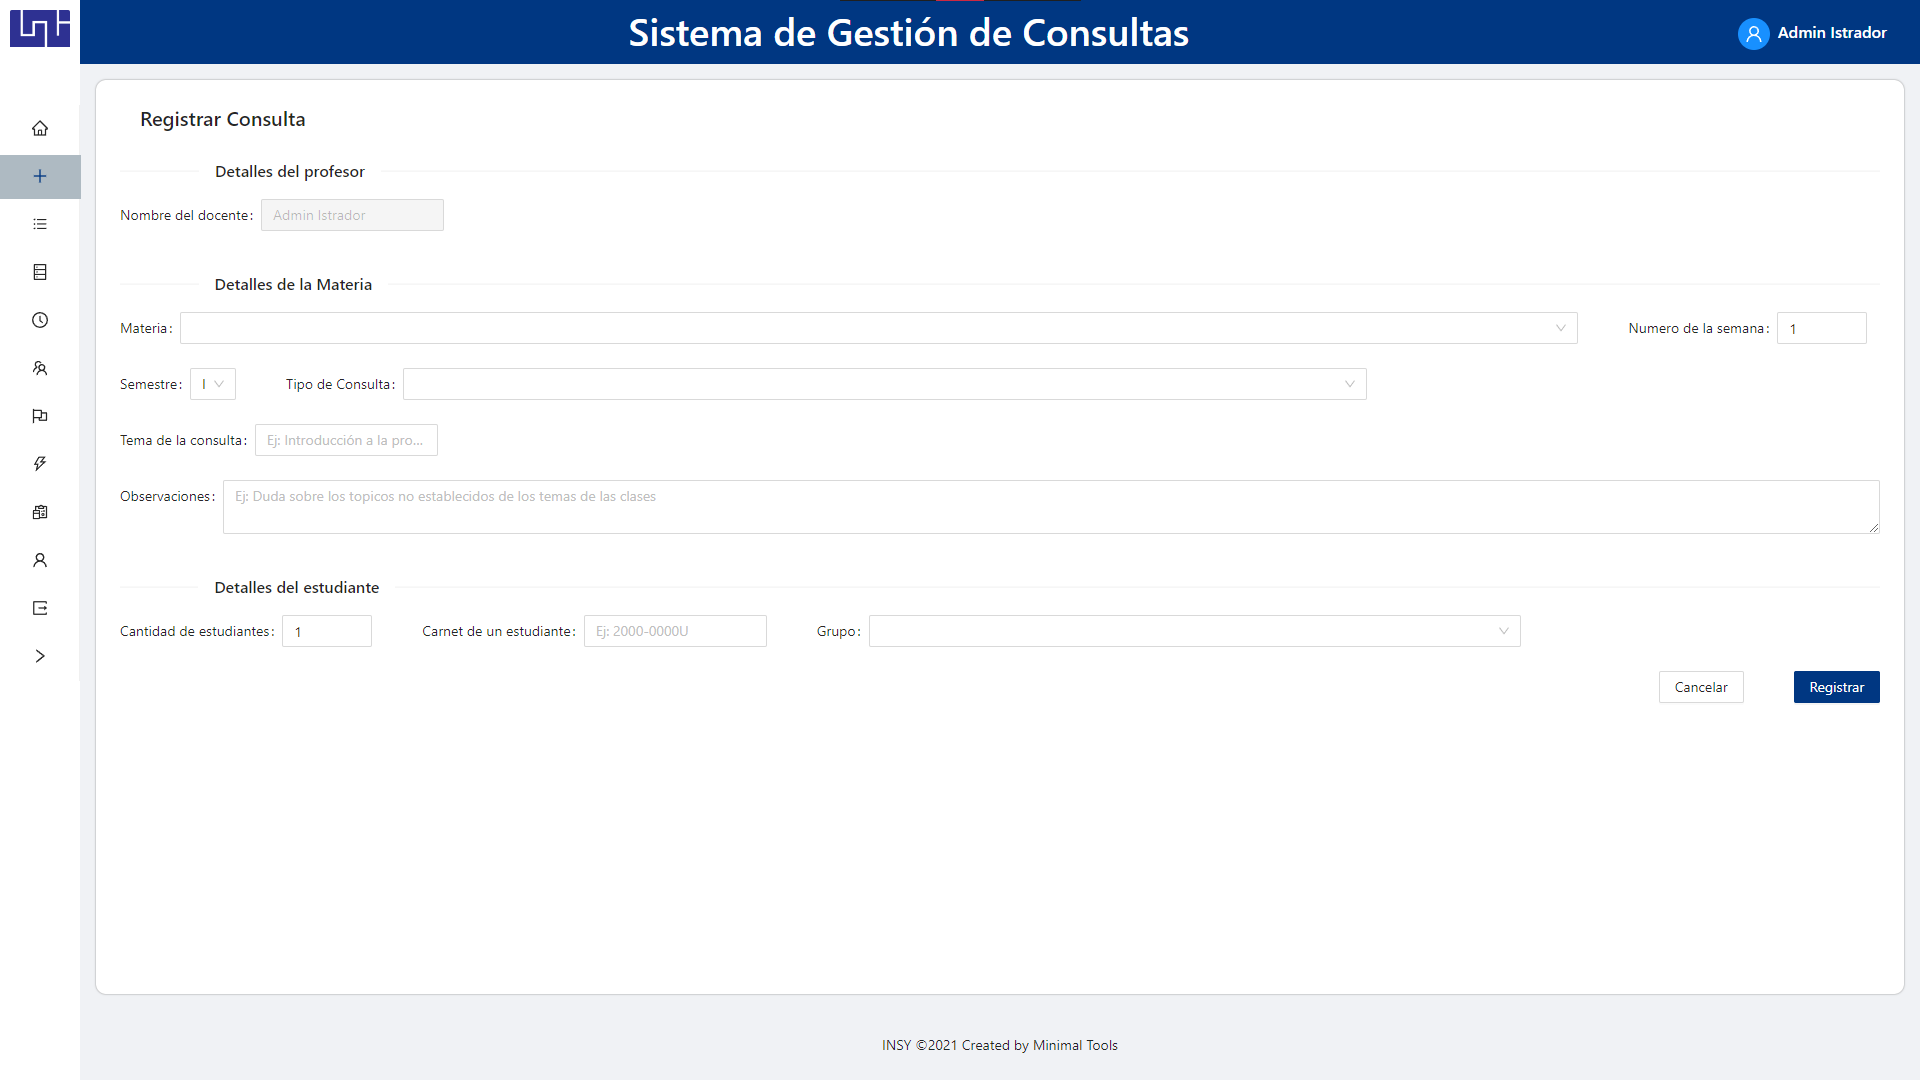 Sistema de Gestión de Consultas
Admin Istrador
Registrar Consulta
Detalles del profesor
Nombre del docente: Admin Istrador
Detalles de la Materia
Materia: Numero de la semana: 1
Semestre: I Tipo de Consulta:
Tema de la consulta: Ej: Introducción a la pro...
Observaciones: Ej: Duda sobre los topicos no establecidos de los temas de las clases
Detalles del estudiante
Cantidad de estudiantes: 1 Carnet de un estudiante: Ej: 2000-0000U Grupo:
Cancelar Registrar
INSY ©2021 Created by Minimal Tools